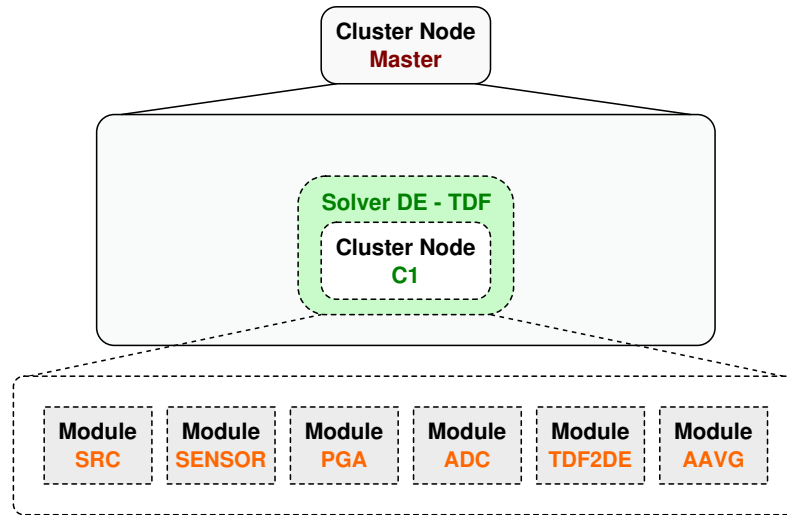 Cluster Node
Master
Solver DE - TDF
Cluster Node
C1
Module
SRC
Module
SENSOR
Module
PGA
Module
ADC
Module
TDF2DE
Module
AAVG